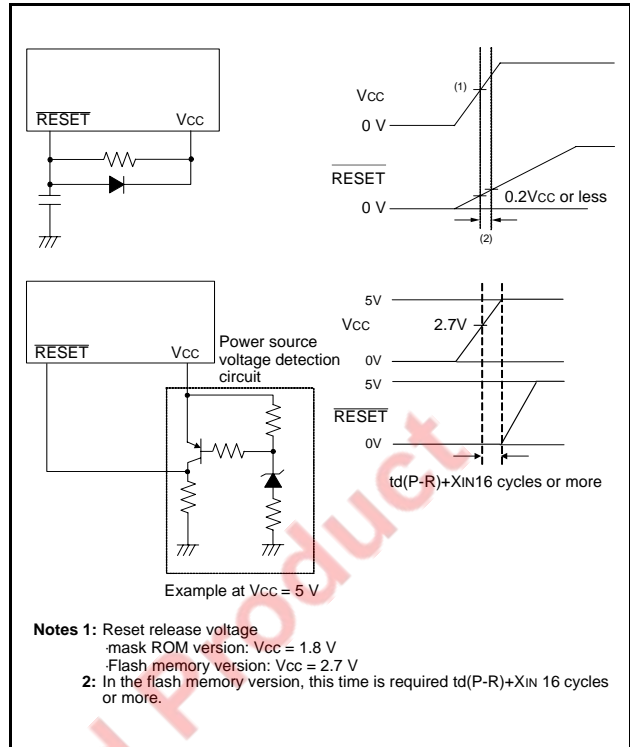 RESET VCC
VCC
(1)
0 V
RESET
0 V
0.2VCC or less
(2)
RESET VCC
Power source
voltage detection
circuit
Example at VCC = 5 V
5V
VCC 2.7V
0V
5V
RESET
0V
td(P-R)+XIN16 cycles or more
Notes 1: Reset release voltage
·mask ROM version: VCC = 1.8 V
·Flash memory version: VCC = 2.7 V
2: In the flash memory version, this time is required td(P-R)+XIN 16 cycles
or more.
Product